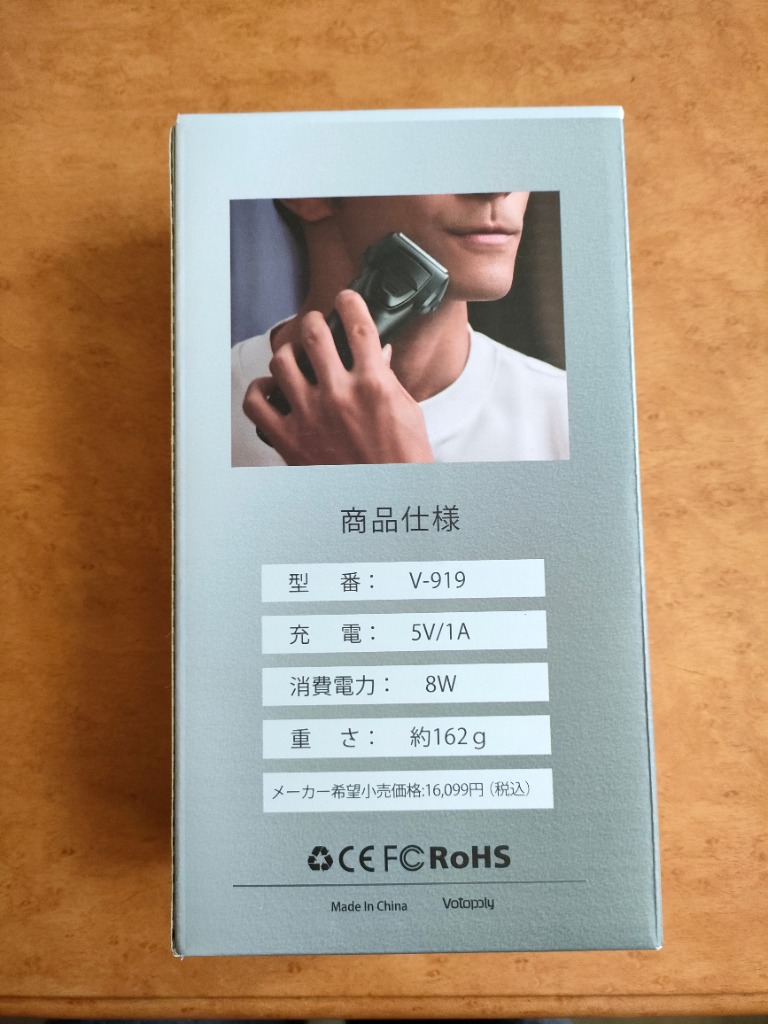 商品仕様
型 番： V-919
充 電： 5V/1A
消費電力： 8W
重 さ： 約162g
メーカー希望小売価格:16,099円（税込）
CE FC RoHS
Made In China Votopoly